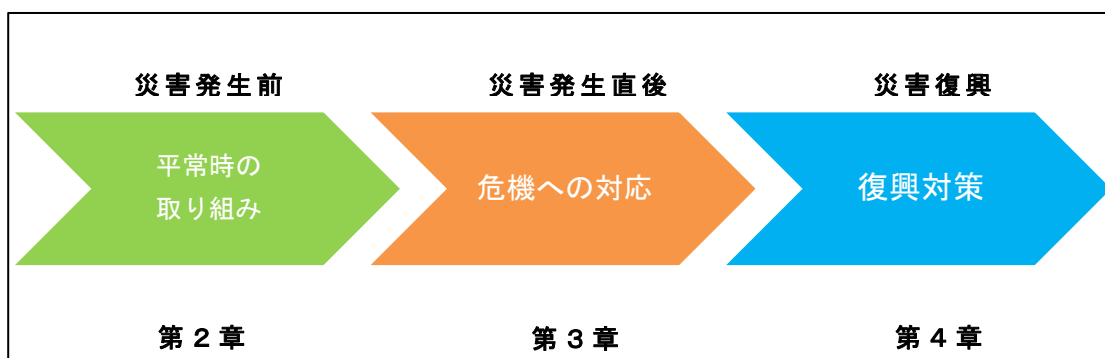 災害発生前
災害発生直後
災害復興
平常時の
取り組み
危機への対応
復興対策
第２章
第３章
第４章